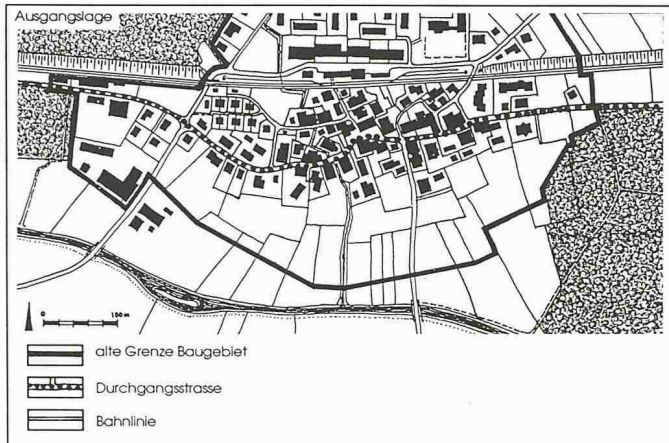 Ausgangslage
0 100 m
alte Grenze Baugebiet
Durchgangsstrasse
Bahnlinie